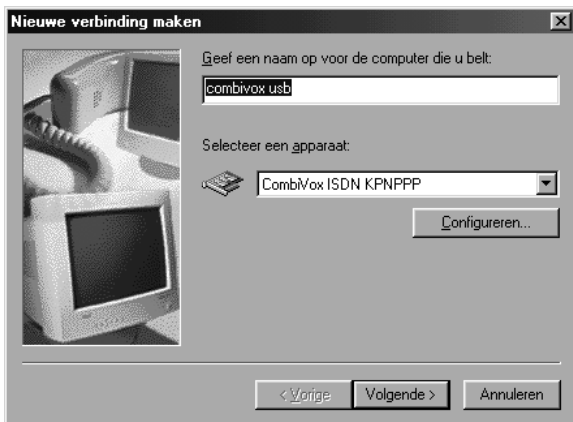 Nieuwe verbinding maken
Geef een naam op voor de computer die u belt:
combivox usb
Selecteer een apparaat:
CombiVox ISDN KPNPPP
Configureren...
< Vorige
Volgende >
Annuleren